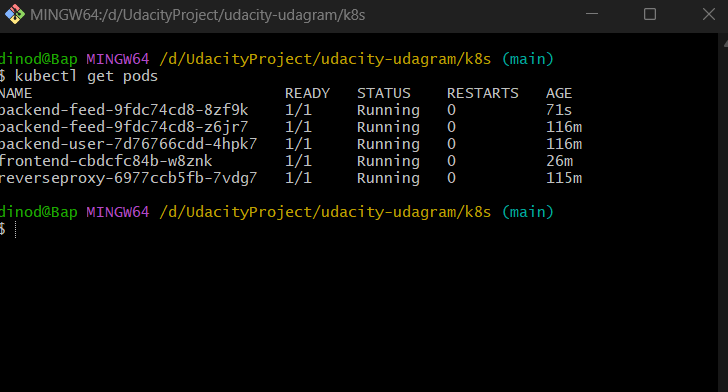 MINGW64:/d/UdacityProject/udacity-udagram/k8s
dinod@Bap MINGW64 /d/UdacityProject/udacity-udagram/k8s (main)
$ kubectl get pods
NAME READY STATUS RESTARTS AGE
backend-feed-9fdc74cd8-8zf9k 1/1 Running 0 71s
backend-feed-9fdc74cd8-z6jr7 1/1 Running 0 116m
backend-user-7d76766cdd-4hpk7 1/1 Running 0 116m
frontend-cbdcfc84b-w8znk 1/1 Running 0 26m
reverseproxy-6977ccb5fb-7vdg7 1/1 Running 0 115m
dinod@Bap MINGW64 /d/UdacityProject/udacity-udagram/k8s (main)
$